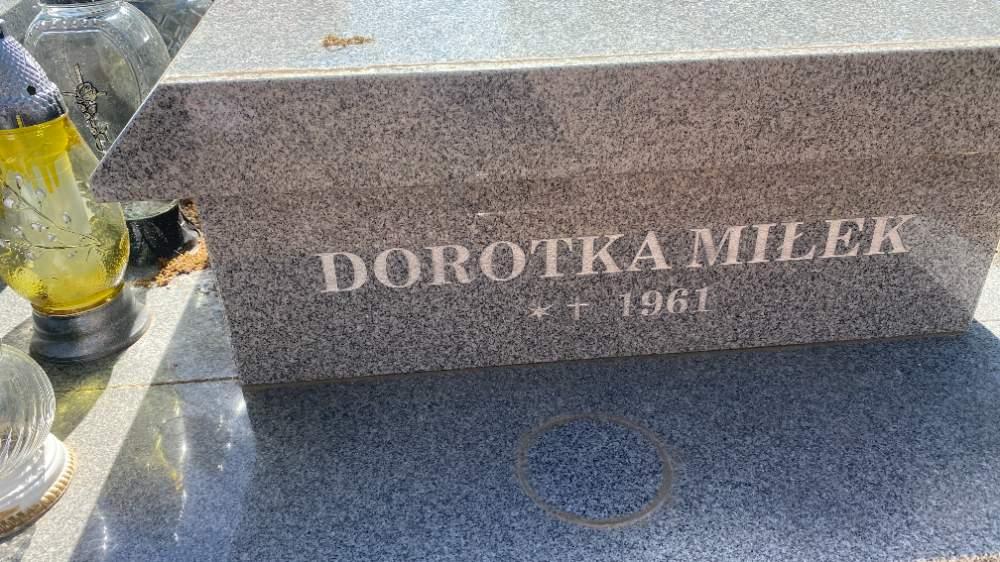 DOROTKA MIŁEK
✶ † 1961